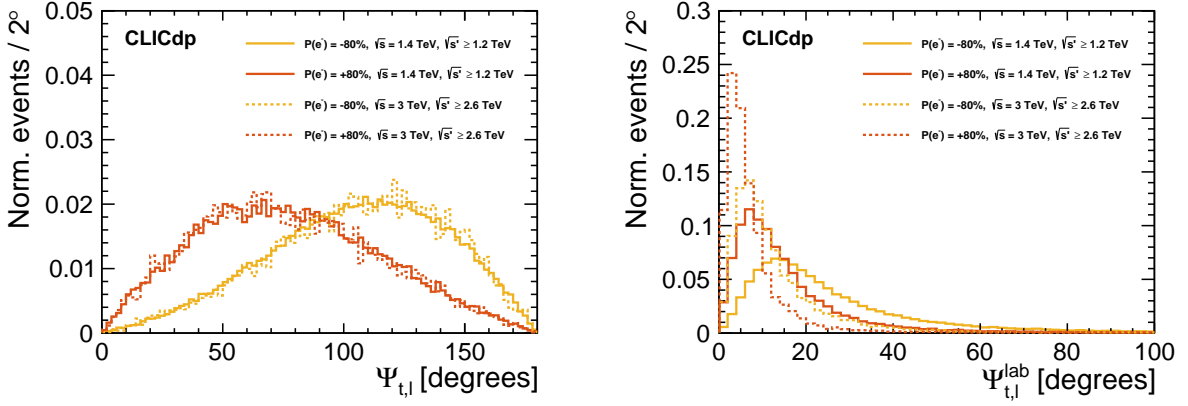 Norm. events / 2°
0.05
0.04
0.03
0.02
0.01
0
CLICdp
P(e⁻) = -80%, √s = 1.4 TeV, √s' ≥ 1.2 TeV
P(e⁻) = +80%, √s = 1.4 TeV, √s' ≥ 1.2 TeV
P(e⁻) = -80%, √s = 3 TeV, √s' ≥ 2.6 TeV
P(e⁻) = +80%, √s = 3 TeV, √s' ≥ 2.6 TeV
0 50 100 150
Ψt,l [degrees]
Norm. events / 2°
0.3
0.25
0.2
0.15
0.1
0.05
0
CLICdp
P(e⁻) = -80%, √s = 1.4 TeV, √s' ≥ 1.2 TeV
P(e⁻) = +80%, √s = 1.4 TeV, √s' ≥ 1.2 TeV
P(e⁻) = -80%, √s = 3 TeV, √s' ≥ 2.6 TeV
P(e⁻) = +80%, √s = 3 TeV, √s' ≥ 2.6 TeV
0 20 40 60 80 100
Ψt,l lab [degrees]